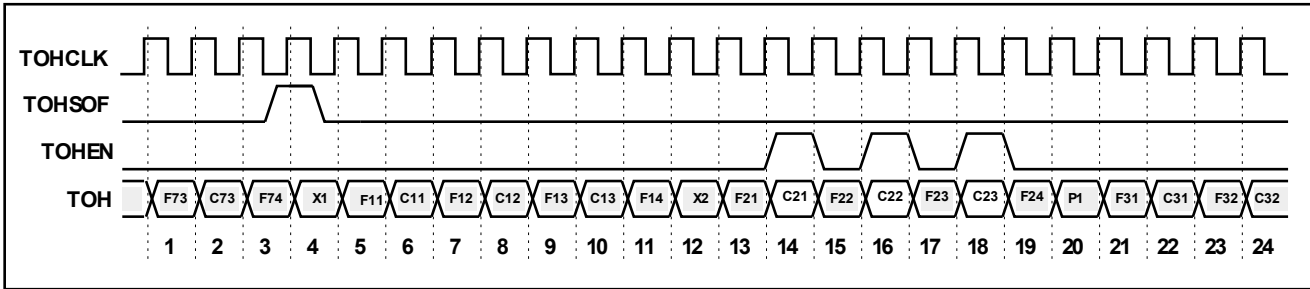 TOHCLK
TOHSOF
TOHEN
TOH F73 C73 F74 X1 F11 C11 F12 C12 F13 C13 F14 X2 F21 C21 F22 C22 F23 C23 F24 P1 F31 C31 F32 C32
1 2 3 4 5 6 7 8 9 10 11 12 13 14 15 16 17 18 19 20 21 22 23 24